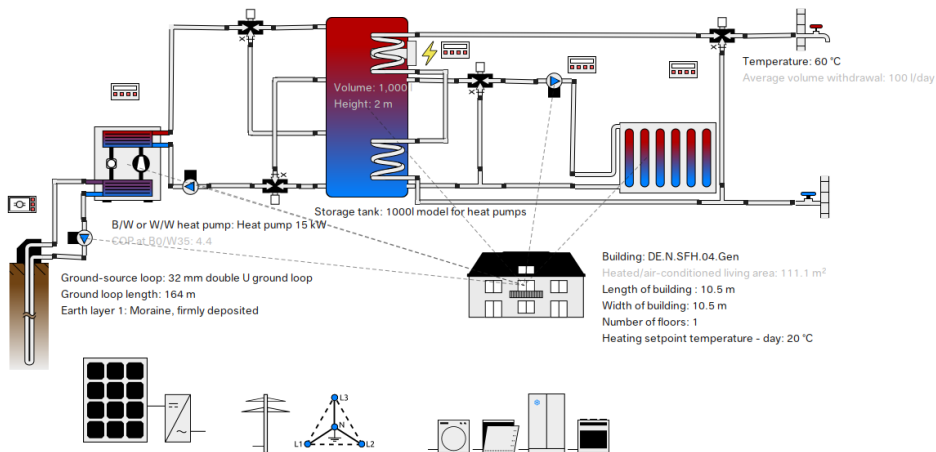 Temperature: 60 °C
Average volume withdrawal: 100 l/day
Volume: 1,000 l
Height: 2 m
Storage tank: 1000l model for heat pumps
B/W or W/W heat pump: Heat pump 15 kW
COP at B0/W35: 4.4
Building: DE.N.SFH.04.Gen
Heated/air-conditioned living area: 111.1 m²
Length of building : 10.5 m
Width of building: 10.5 m
Number of floors: 1
Heating setpoint temperature - day: 20 °C
Ground-source loop: 32 mm double U ground loop
Ground loop length: 164 m
Earth layer 1: Moraine, firmly deposited
L3
N
L1
L2